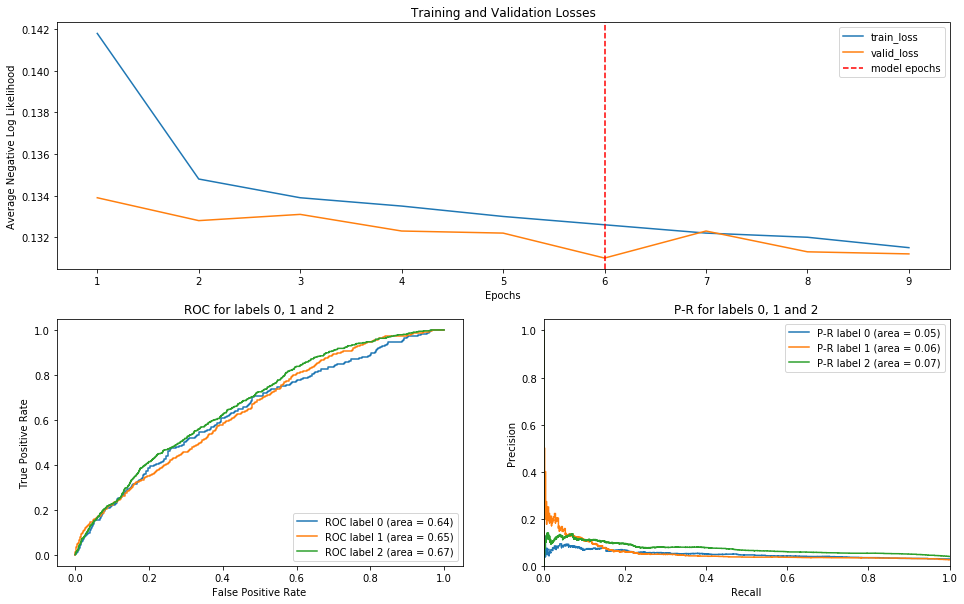 Training and Validation Losses
0.142
0.140
0.138
0.136
0.134
0.132
Average Negative Log Likelihood
train_loss
valid_loss
model epochs
1 2 3 4 5 6 7 8 9
Epochs
ROC for labels 0, 1 and 2
1.0
0.8
0.6
0.4
0.2
0.0
True Positive Rate
ROC label 0 (area = 0.64)
ROC label 1 (area = 0.65)
ROC label 2 (area = 0.67)
0.0 0.2 0.4 0.6 0.8 1.0
False Positive Rate
P-R for labels 0, 1 and 2
1.0
0.8
0.6
0.4
0.2
0.0
Precision
P-R label 0 (area = 0.05)
P-R label 1 (area = 0.06)
P-R label 2 (area = 0.07)
0.0 0.2 0.4 0.6 0.8 1.0
Recall